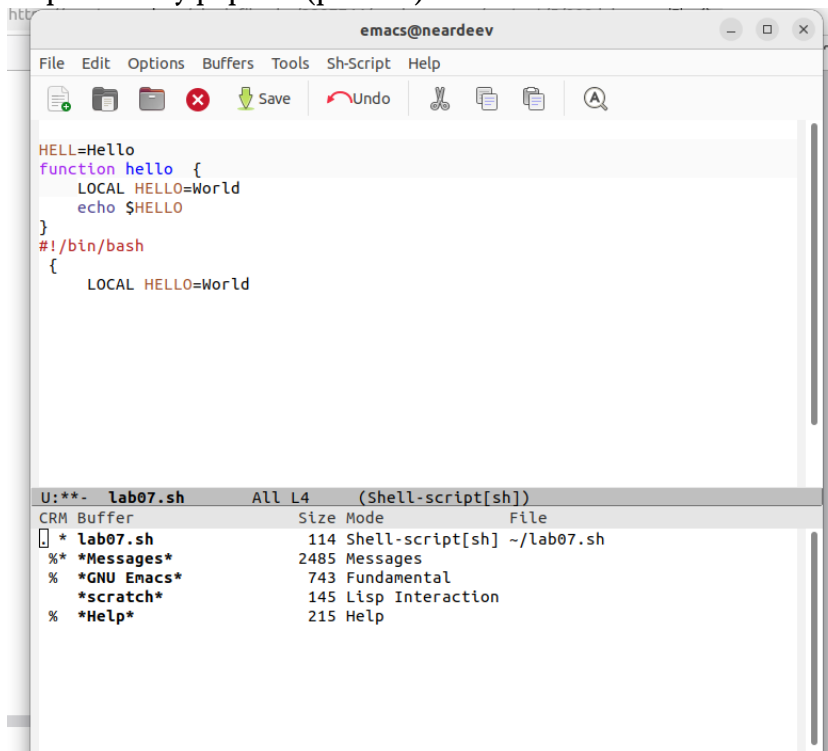 emacs@neardeev
File Edit Options Buffers Tools Sh-Script Help
Save Undo
HELL=Hello
function hello  {
    LOCAL HELLO=World
    echo $HELLO
}
#!/bin/bash
 {
     LOCAL HELLO=World
U:**-  lab07.sh       All L4     (Shell-script[sh])
CRM Buffer                 Size Mode             File
. * lab07.sh                114 Shell-script[sh] ~/lab07.sh
 %* *Messages*             2485 Messages
 %  *GNU Emacs*             743 Fundamental
    *scratch*               145 Lisp Interaction
 %  *Help*                  215 Help